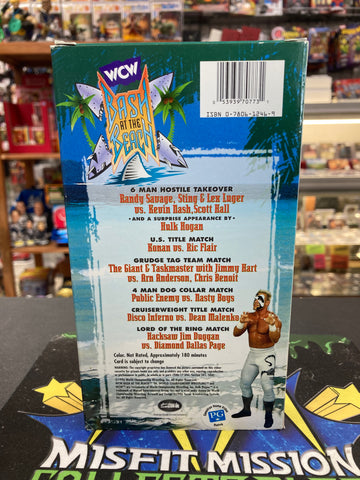 WCW
BASH
AT THE
BEACH
53939 70773
ISBN 0-7806-1246-9
6 MAN HOSTILE TAKEOVER
Randy Savage, Sting & Lex Luger
vs. Kevin Nash, Scott Hall
- AND A SURPRISE APPEARANCE BY -
Hulk Hogan
U.S. TITLE MATCH
Konan vs. Ric Flair
GRUDGE TAG TEAM MATCH
The Giant & Taskmaster with Jimmy Hart
vs. Arn Anderson, Chris Benoit
4 MAN DOG COLLAR MATCH
Public Enemy vs. Nasty Boys
CRUISERWEIGHT TITLE MATCH
Disco Inferno vs. Dean Malenko
LORD OF THE RING MATCH
Hacksaw Jim Duggan
vs. Diamond Dallas Page
Color, Not Rated, Approximately 180 minutes
Card is subject to change
PG
MISFIT MISSION